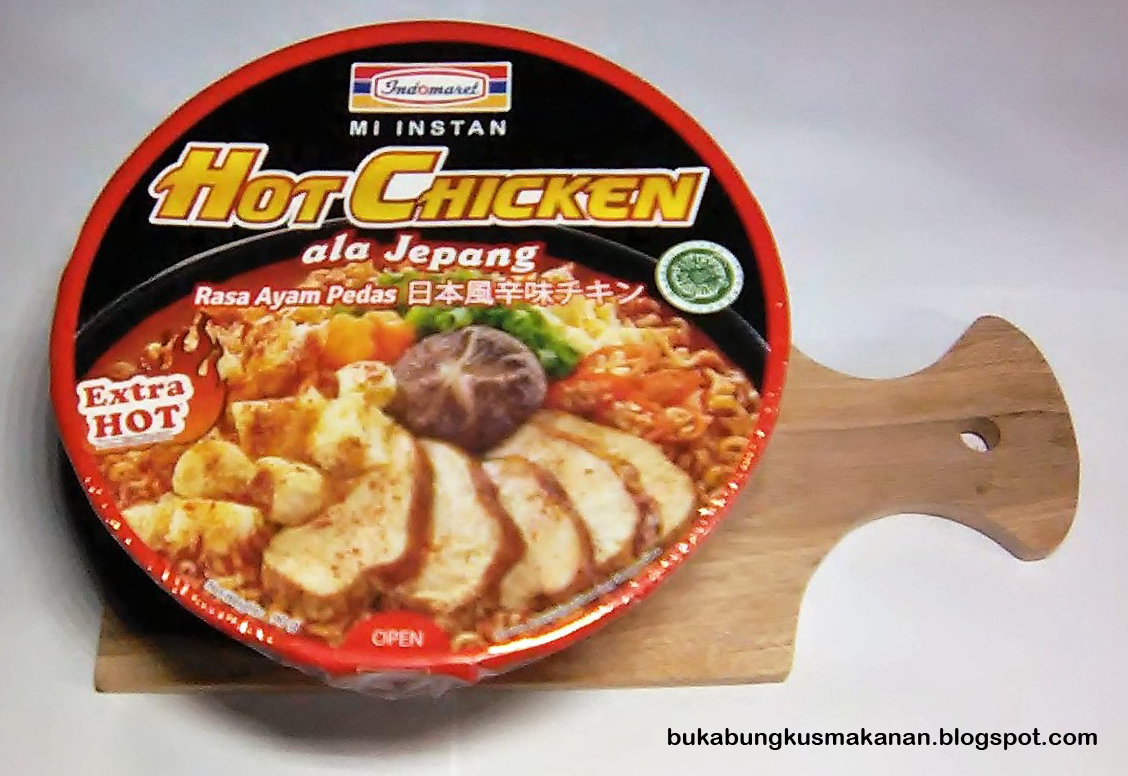 Indomaret
MI INSTAN
HOT CHICKEN
ala Jepang
Rasa Ayam Pedas 日本風辛味チキン
Extra
HOT
OPEN
bukabungkusmakanan.blogspot.com